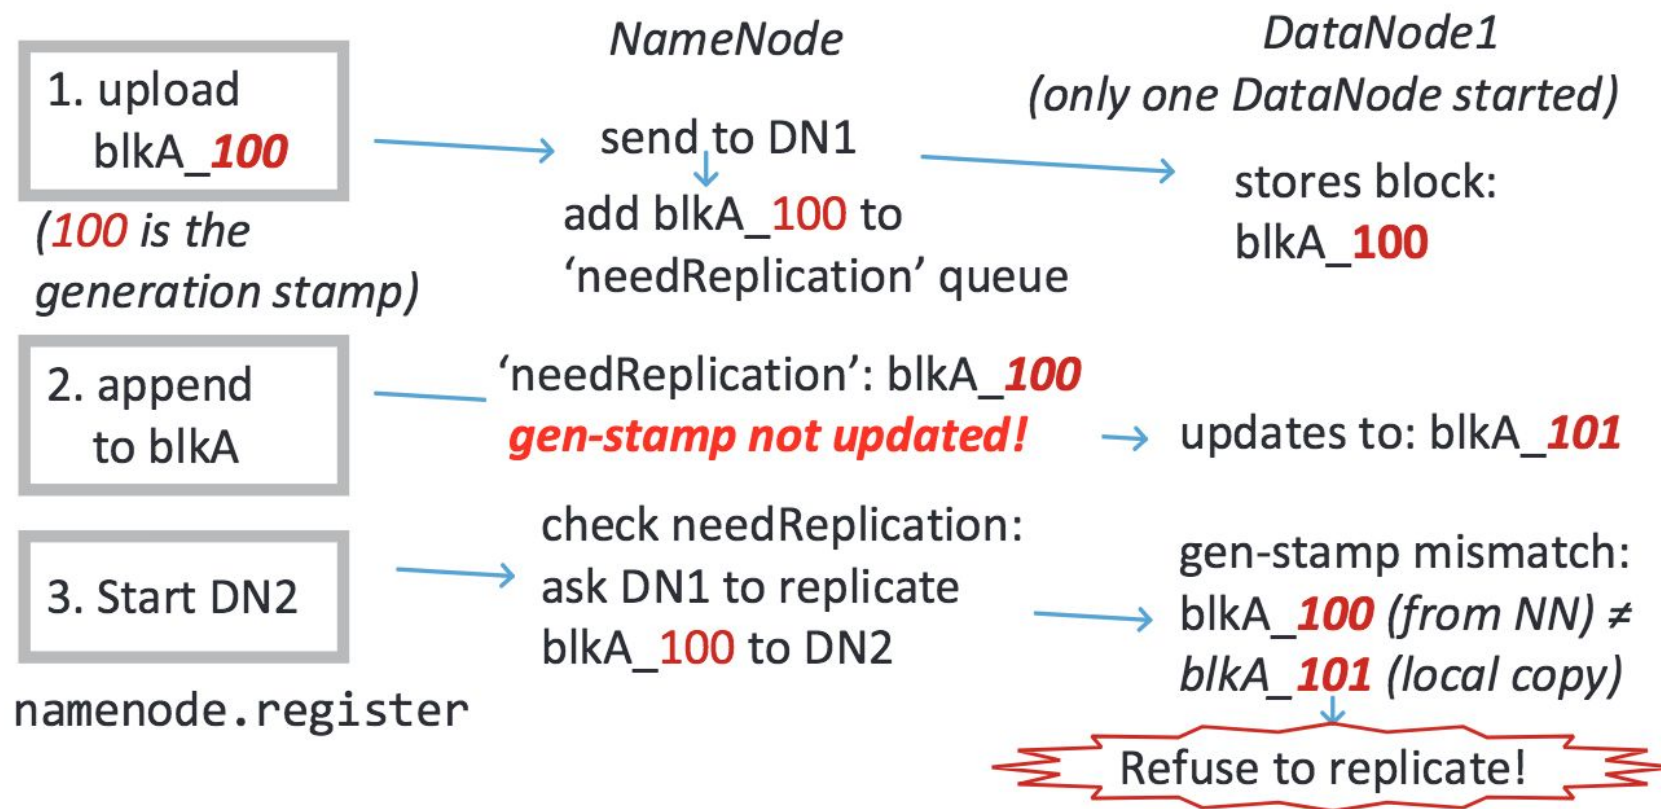 NameNode
DataNode1
(only one DataNode started)
1. upload
blkA_100
(100 is the
generation stamp)
send to DN1
add blkA_100 to
‘needReplication’ queue
stores block:
blkA_100
2. append
to blkA
‘needReplication’: blkA_100
gen-stamp not updated!
updates to: blkA_101
3. Start DN2
namenode.register
check needReplication:
ask DN1 to replicate
blkA_100 to DN2
gen-stamp mismatch:
blkA_100 (from NN) ≠
blkA_101 (local copy)
Refuse to replicate!